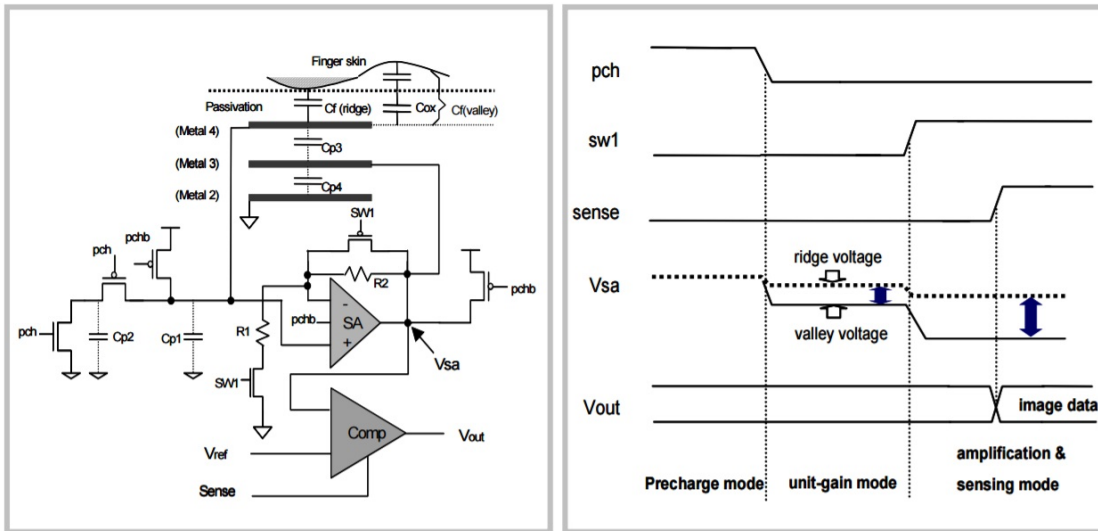 Finger skin
Passivation
Cf (ridge)
Cox
Cf(valley)
(Metal 4)
Cp3
(Metal 3)
Cp4
(Metal 2)
SW1
pch
pchb
R2
pchb
pch
Cp2
Cp1
R1
pchb
-
SA
+
Vsa
SW1
Comp
Vout
Vref
Sense
pch
sw1
sense
ridge voltage
Vsa
valley voltage
Vout
image data
amplification &
Precharge mode
unit-gain mode
sensing mode